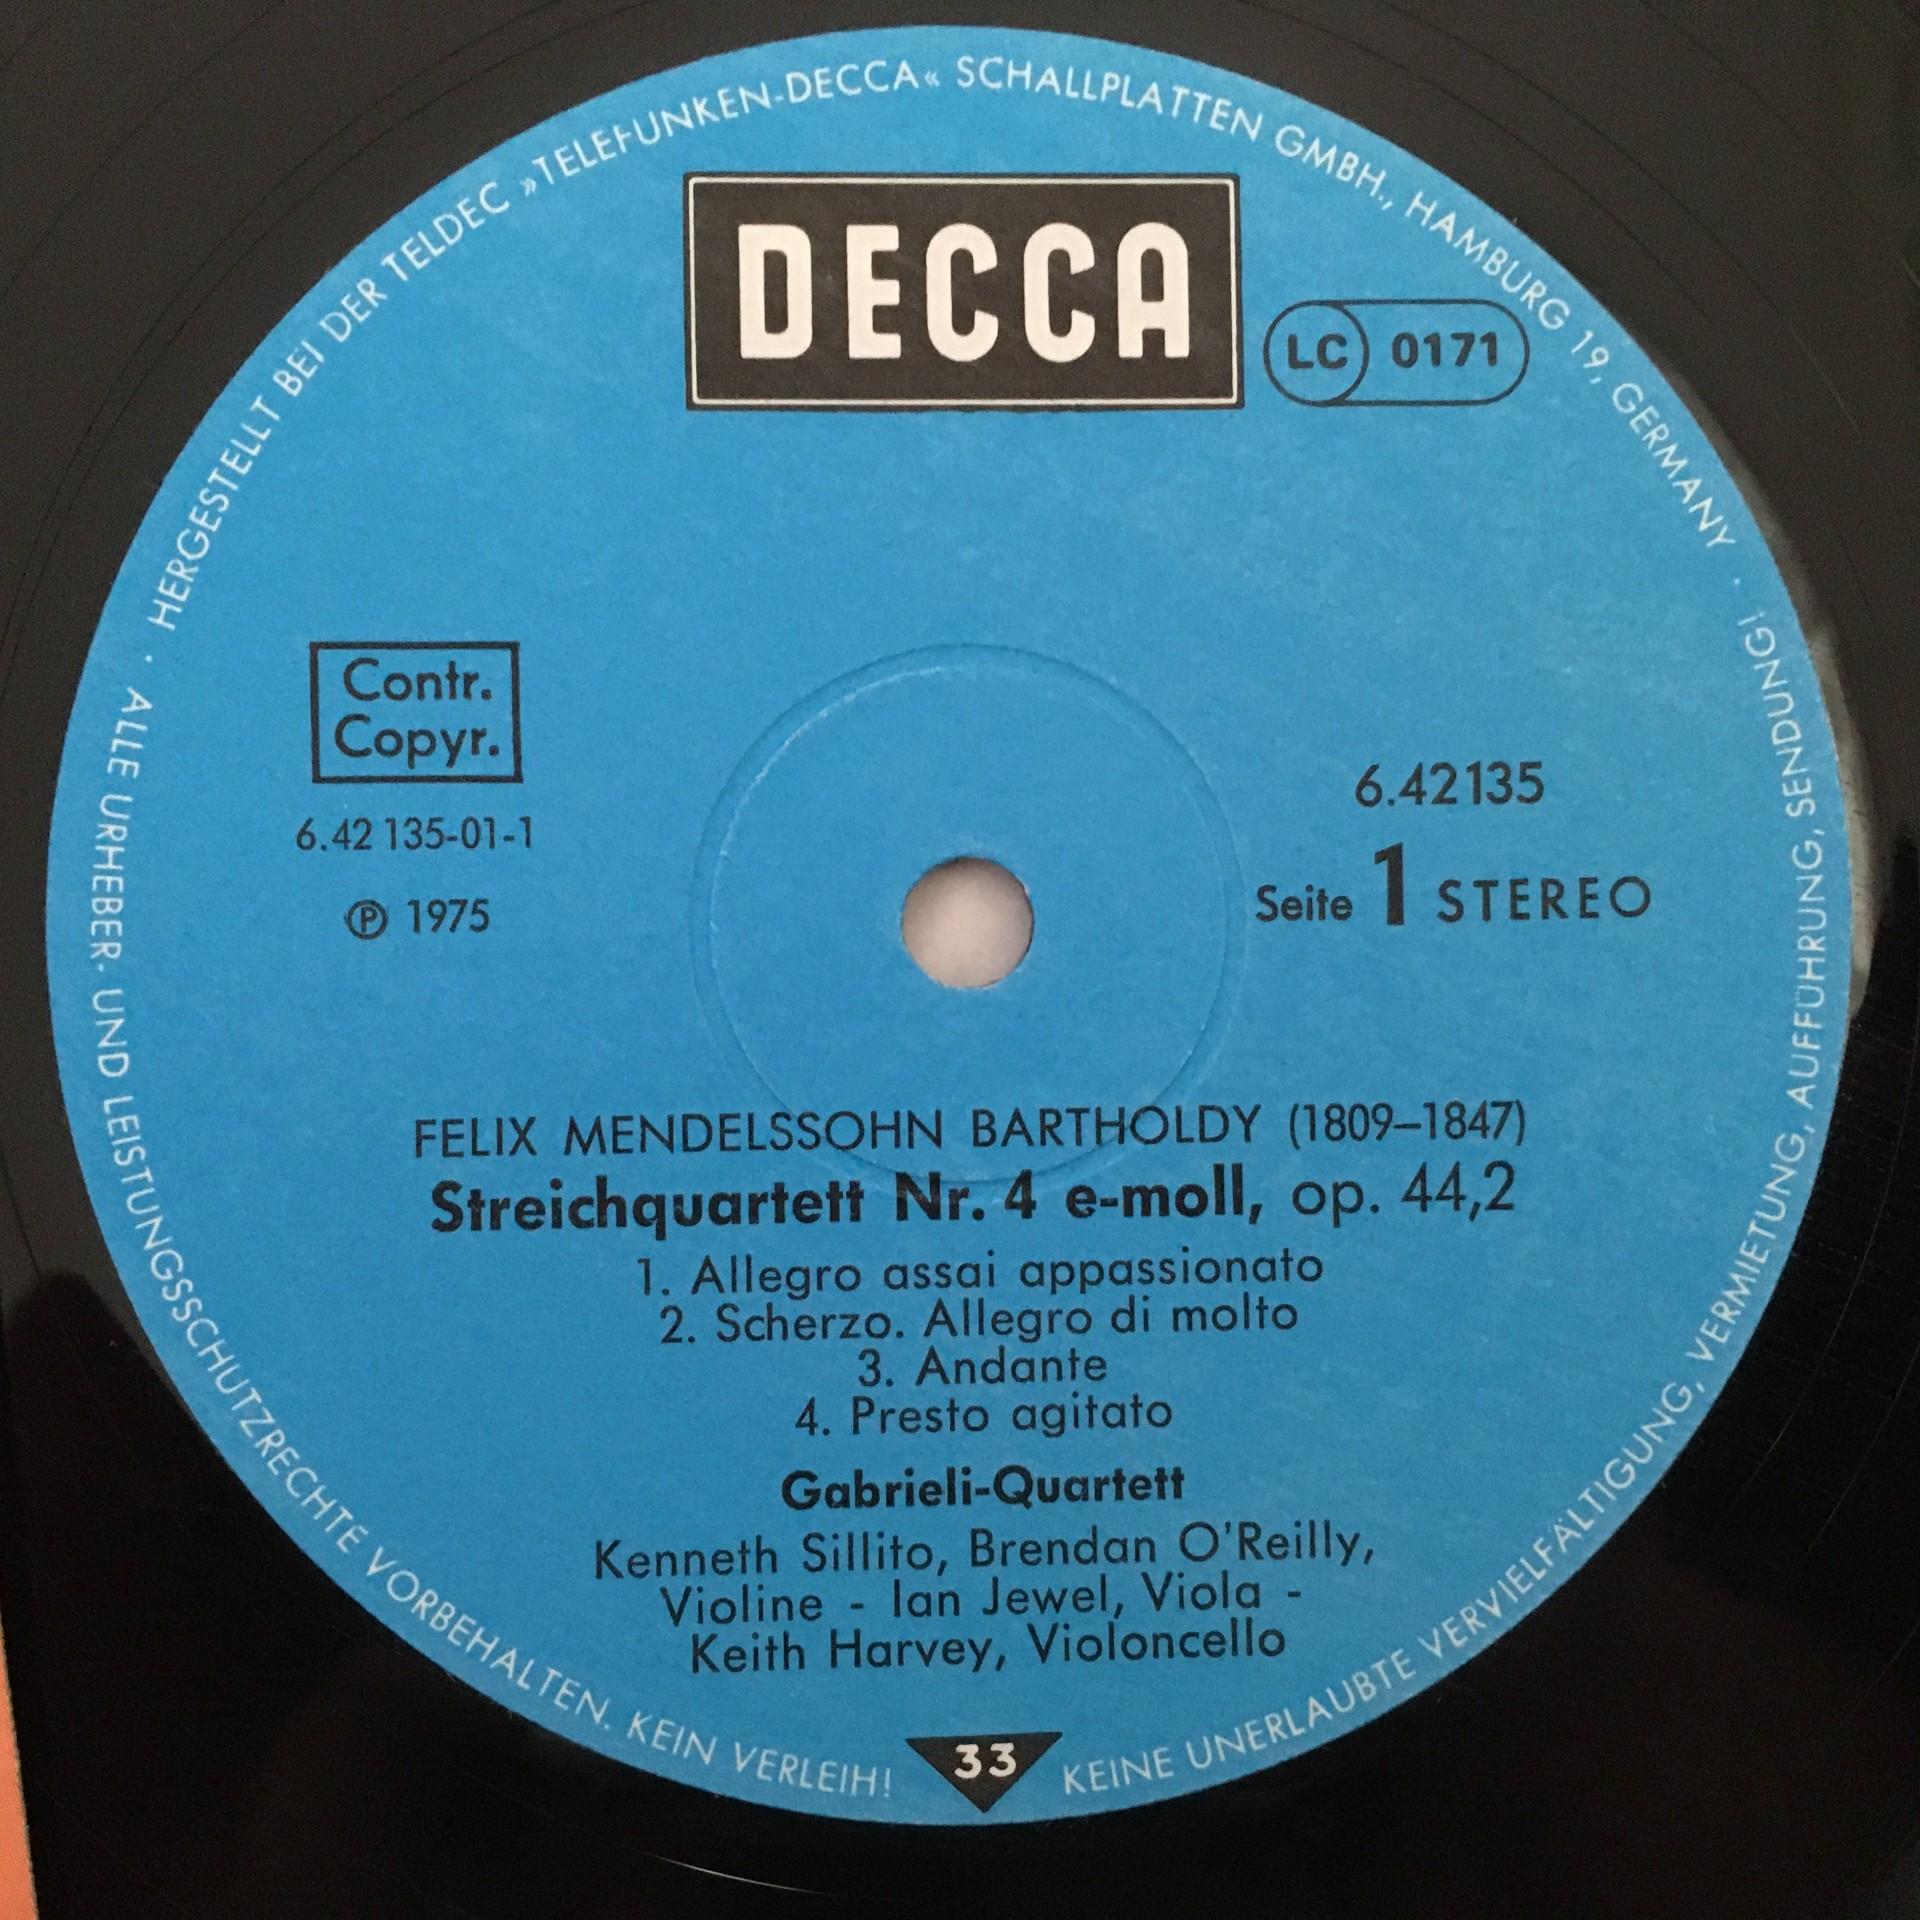 HERGESTELLT BEI DER TELDEC »TELEFUNKEN-DECCA« SCHALLPLATTEN GMBH., HAMBURG 19, GERMANY ·
DECCA
LC 0171
Contr.
Copyr.
6.42 135-01-1
℗ 1975
6.42135
Seite 1 STEREO
FELIX MENDELSSOHN BARTHOLDY (1809–1847)
Streichquartett Nr. 4 e-moll, op. 44,2
1. Allegro assai appassionato
2. Scherzo. Allegro di molto
3. Andante
4. Presto agitato
Gabrieli-Quartett
Kenneth Sillito, Brendan O'Reilly,
Violine - Ian Jewel, Viola -
Keith Harvey, Violoncello
33
· ALLE URHEBER- UND LEISTUNGSSCHUTZRECHTE VORBEHALTEN. KEIN VERLEIH! KEINE UNERLAUBTE VERVIELFÄLTIGUNG, VERMIETUNG, AUFFÜHRUNG, SENDUNG!